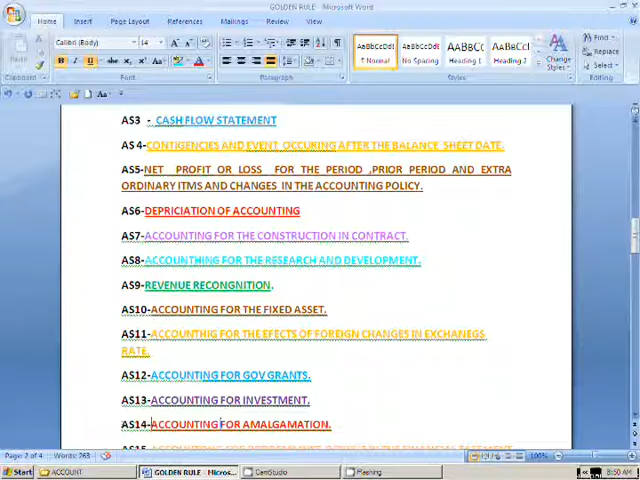 GOLDEN RULE - Microsoft Word
Home Insert Page Layout References Mailings Review View
Calibri (Body) 14
AaBbCcDdI AaBbCcDdI AaBbC AaBbCc
Find
Replace
Select
Paste
¶ Normal No Spacing Heading 1 Heading 2 Change Styles
Clipboard Font Paragraph Styles Editing
AS3 - CASH FLOW STATEMENT
AS 4-CONTIGENCIES AND EVENT OCCURING AFTER THE BALANCE SHEET DATE.
AS5-NET PROFIT OR LOSS FOR THE PERIOD ,PRIOR PERIOD AND EXTRA
ORDINARY ITMS AND CHANGES IN THE ACCOUNTING POLICY.
AS6-DEPRICIATION OF ACCOUNTING
AS7-ACCOUNTING FOR THE CONSTRUCTION IN CONTRACT.
AS8-ACCOUNTHING FOR THE RESEARCH AND DEVELOPMENT.
AS9-REVENUE RECONGNITION.
AS10-ACCOUNTING FOR THE FIXED ASSET.
AS11-ACCOUNTHIG FOR THE EFECTS OF FOREIGN CHANGES IN EXCHANEGS
RATE.
AS12-ACCOUNTING FOR GOV GRANTS.
AS13-ACCOUNTING FOR INVESTMENT.
AS14-ACCOUNTING FOR AMALGAMATION.
Page: 2 of 4 Words: 263 100%
Start ACCOUNT GOLDEN RULE - Micros... CamStudio Flashing 8:50 AM